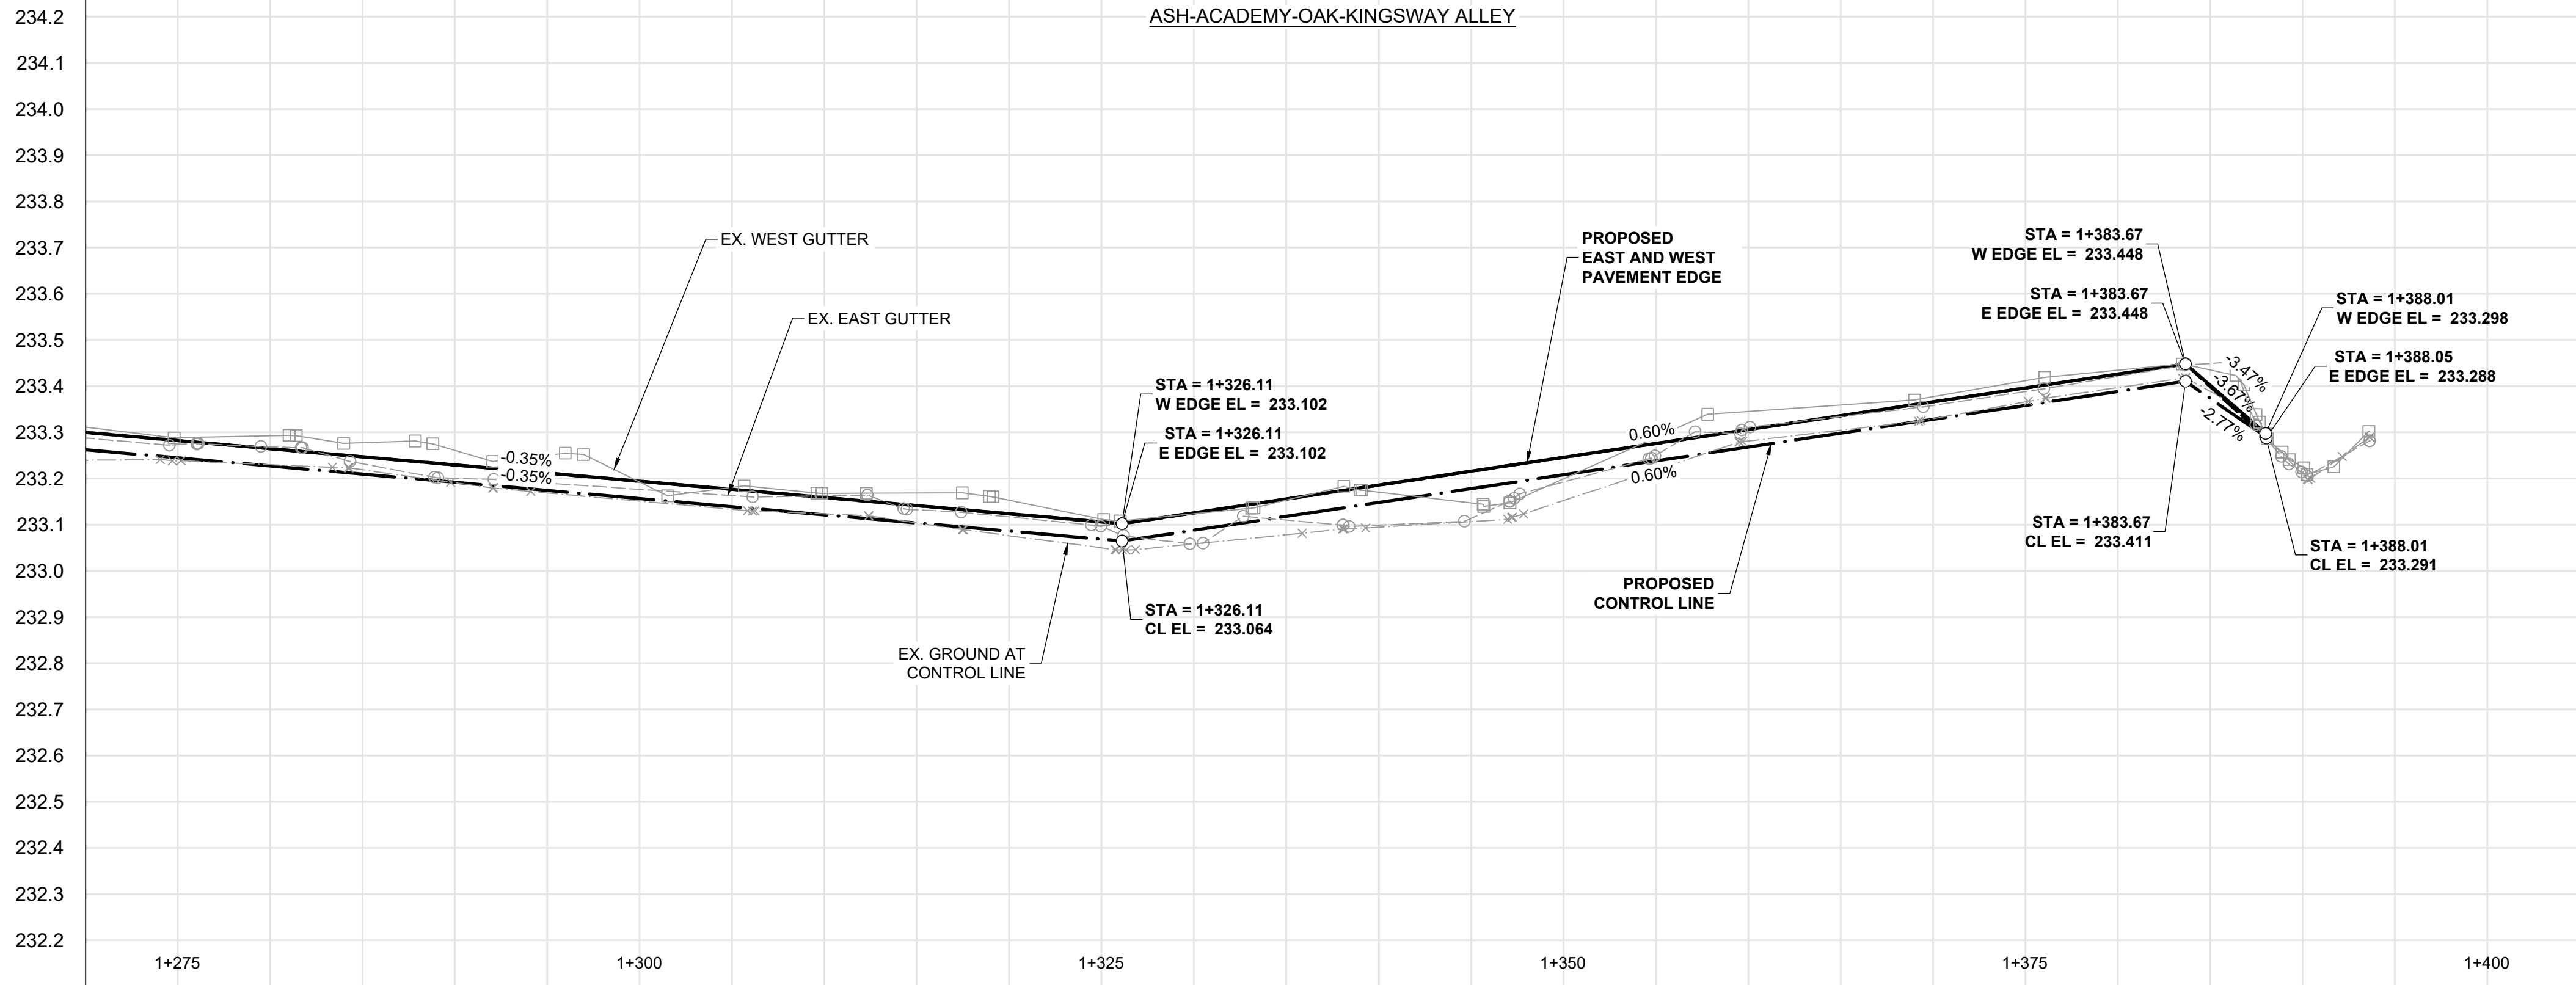 ASH-ACADEMY-OAK-KINGSWAY ALLEY
234.2
234.1
234.0
233.9
233.8
233.7
233.6
233.5
233.4
233.3
233.2
233.1
233.0
232.9
232.8
232.7
232.6
232.5
232.4
232.3
232.2
EX. WEST GUTTER
EX. EAST GUTTER
-0.35%
-0.35%
STA = 1+326.11
W EDGE EL = 233.102
STA = 1+326.11
E EDGE EL = 233.102
STA = 1+326.11
CL EL = 233.064
EX. GROUND AT
CONTROL LINE
PROPOSED
EAST AND WEST
PAVEMENT EDGE
0.60%
0.60%
PROPOSED
CONTROL LINE
STA = 1+383.67
W EDGE EL = 233.448
STA = 1+383.67
E EDGE EL = 233.448
STA = 1+383.67
CL EL = 233.411
-3.47%
-3.67%
-2.77%
STA = 1+388.01
W EDGE EL = 233.298
STA = 1+388.05
E EDGE EL = 233.288
STA = 1+388.01
CL EL = 233.291
1+275
1+300
1+325
1+350
1+375
1+400